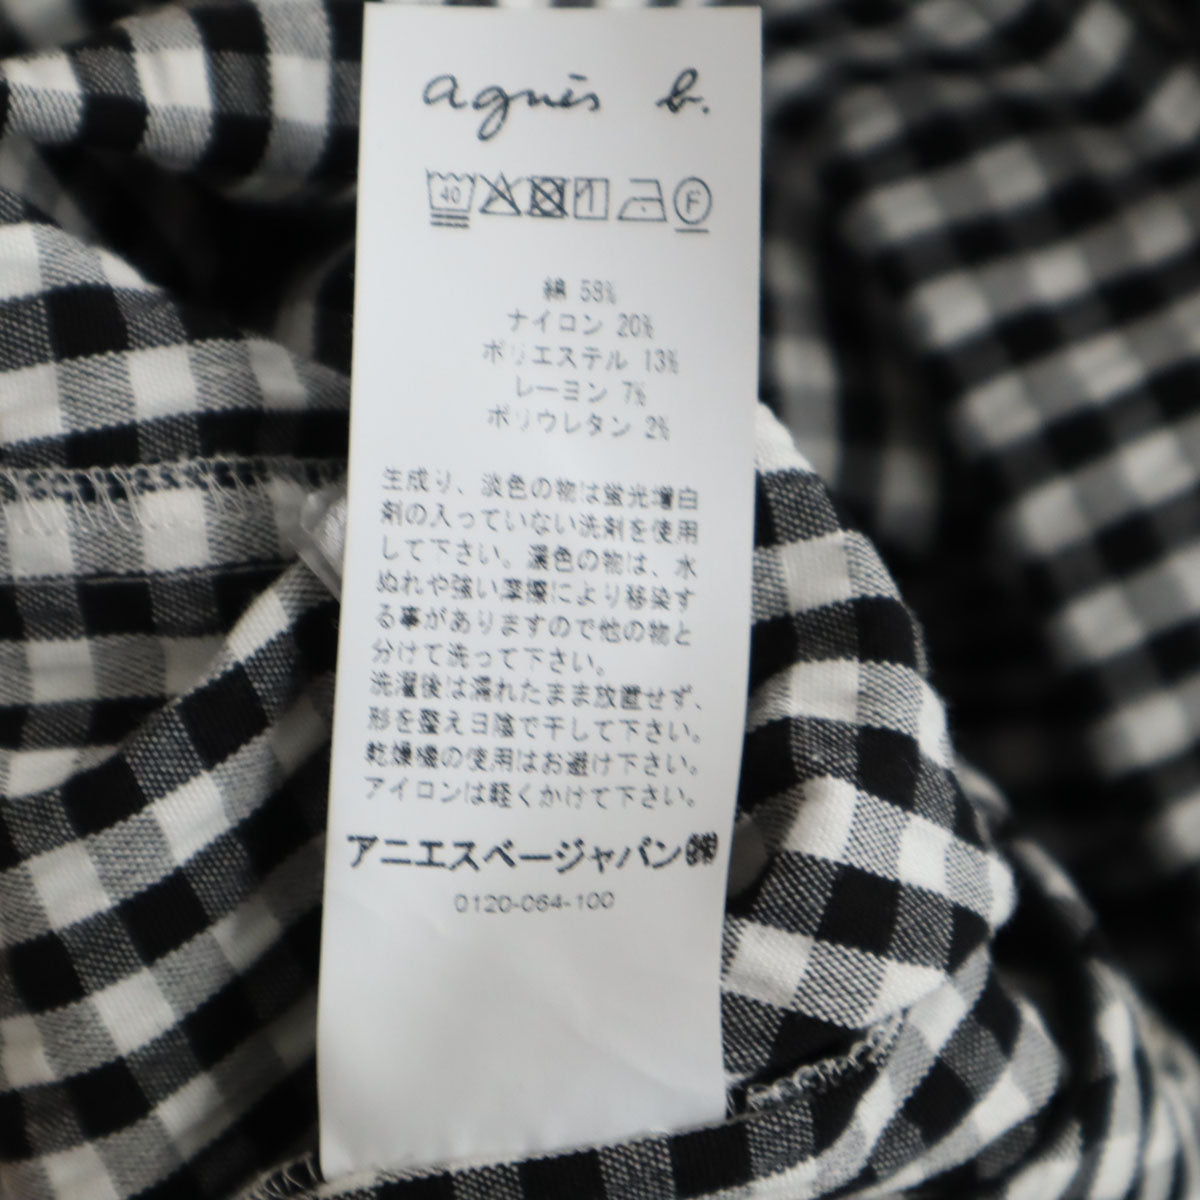 agnès b.
40 F
綿 58%
ナイロン 20%
ポリエステル 13%
レーヨン 7%
ポリウレタン 2%
生成り、淡色の物は蛍光増白
剤の入っていない洗剤を使用
して下さい。濃色の物は、水
ぬれや強い摩擦により移染す
る事がありますので他の物と
分けて洗って下さい。
洗濯後は濡れたまま放置せず、
形を整え日陰で干して下さい。
乾燥機の使用はお避け下さい。
アイロンは軽くかけて下さい。
アニエスベージャパン㈱
0120-064-100